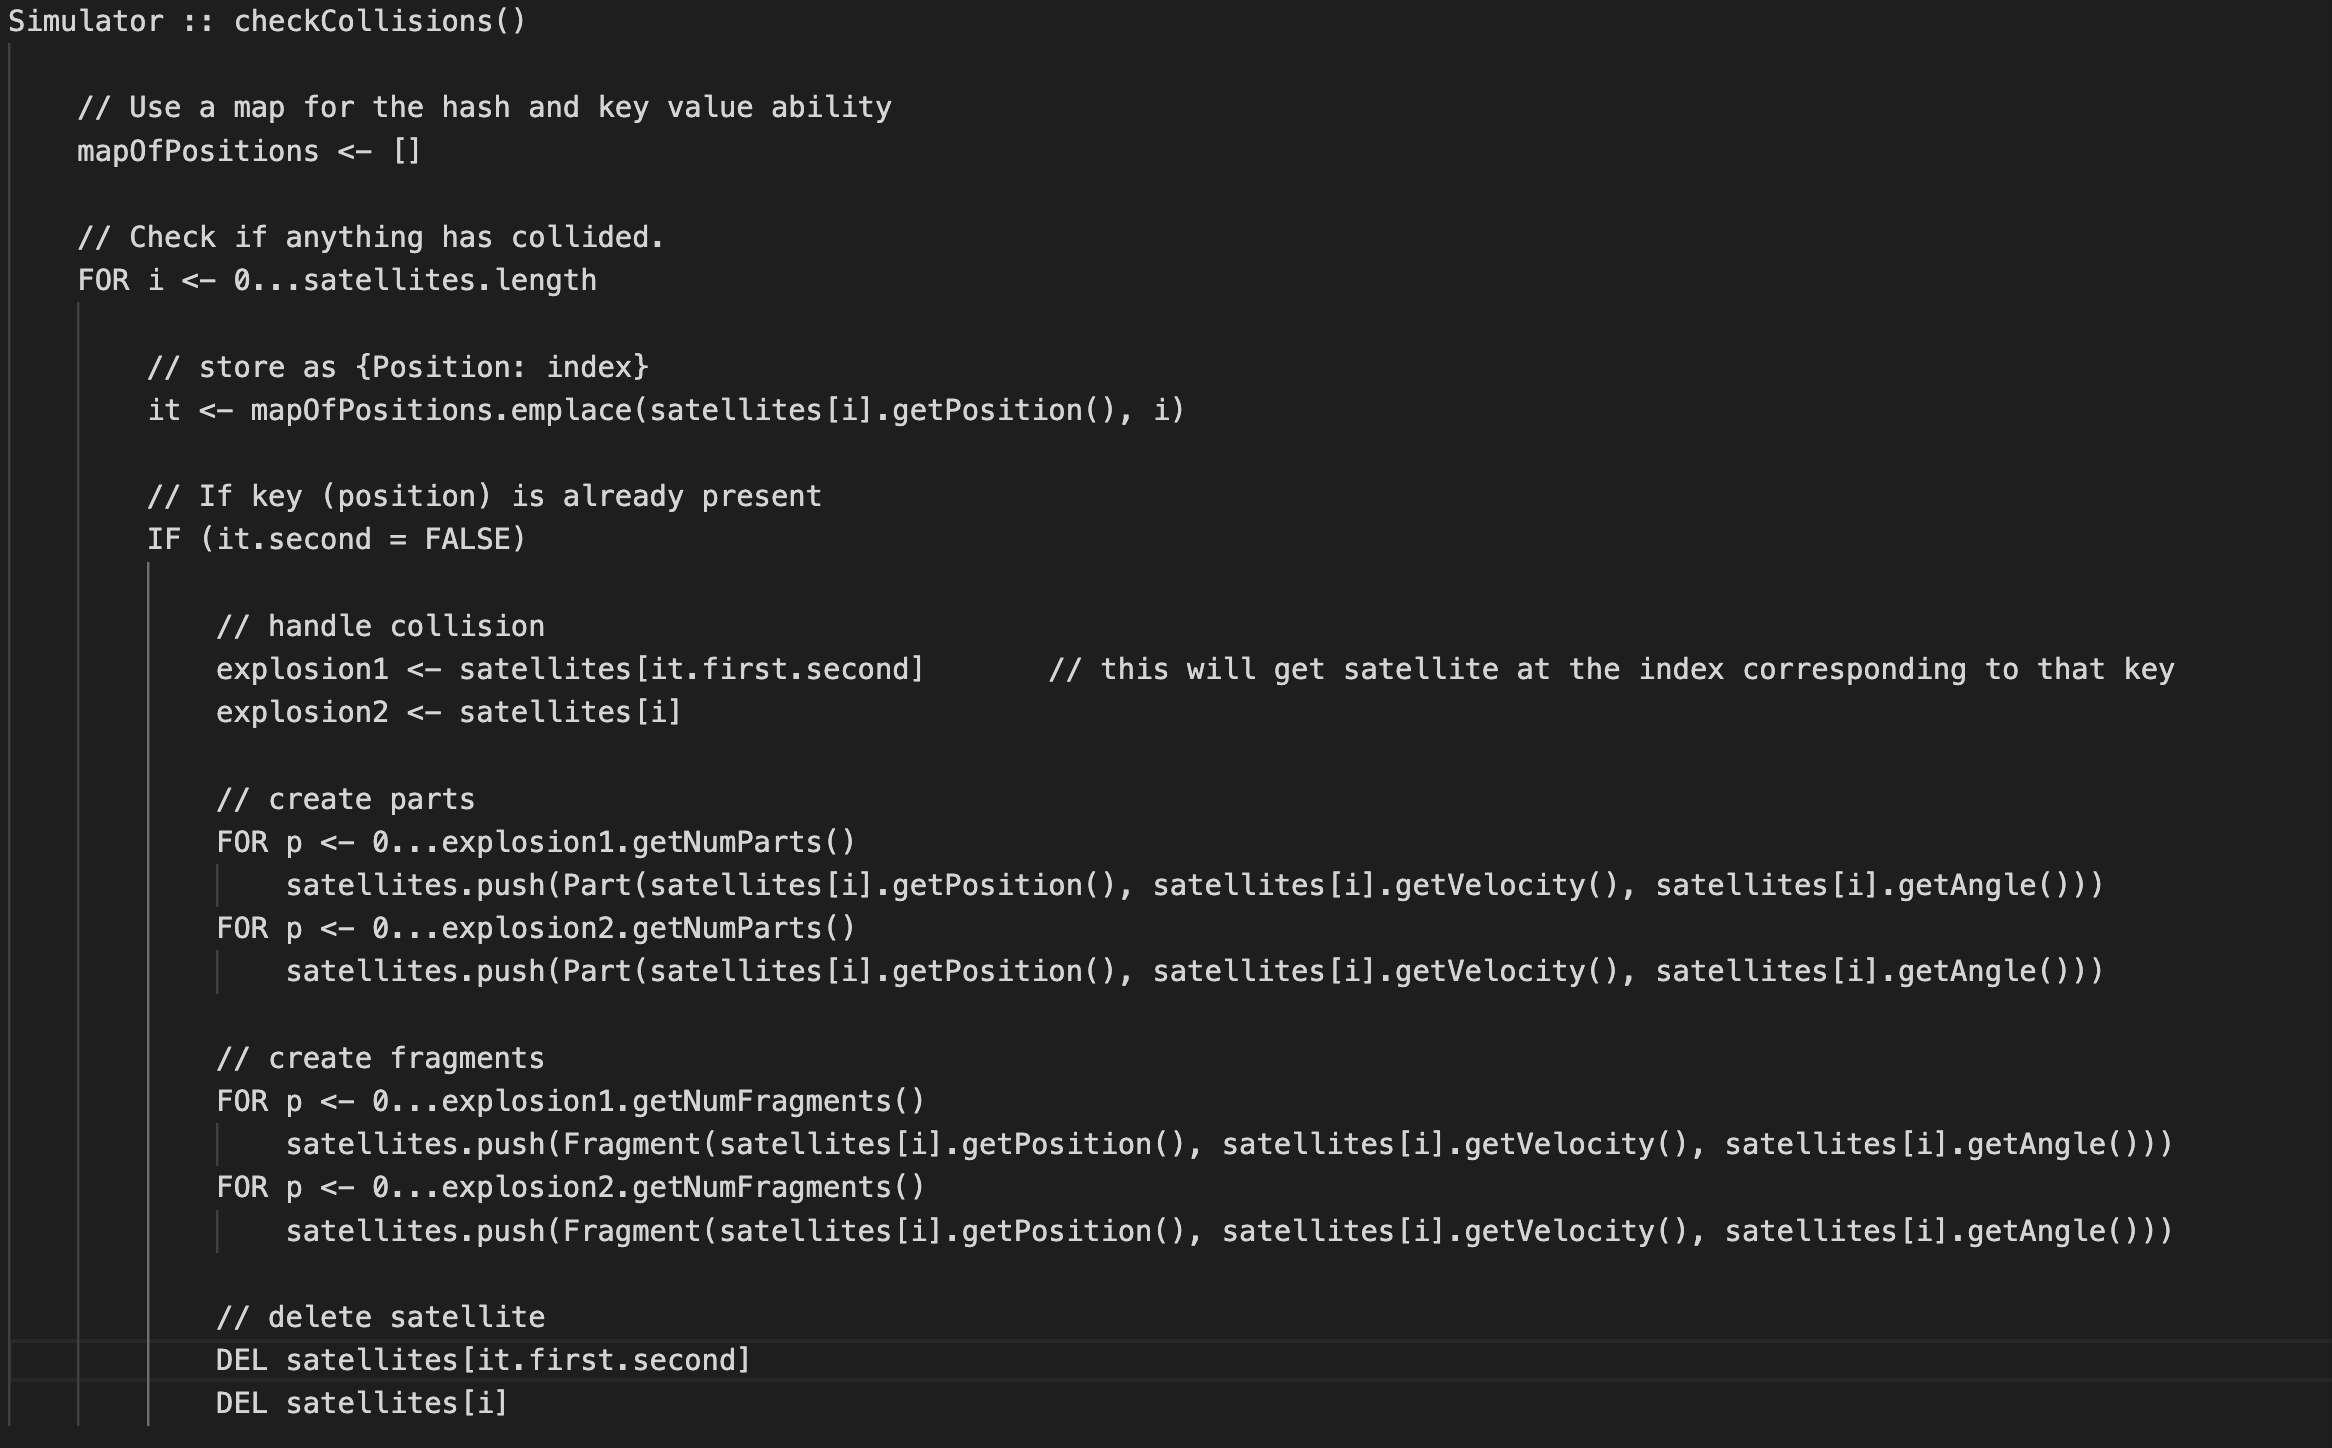 Simulator :: checkCollisions()
// Use a map for the hash and key value ability
mapOfPositions <- []
// Check if anything has collided.
FOR i <- 0...satellites.length
// store as {Position: index}
it <- mapOfPositions.emplace(satellites[i].getPosition(), i)
// If key (position) is already present
IF (it.second = FALSE)
// handle collision
explosion1 <- satellites[it.first.second]       // this will get satellite at the index corresponding to that key
explosion2 <- satellites[i]
// create parts
FOR p <- 0...explosion1.getNumParts()
satellites.push(Part(satellites[i].getPosition(), satellites[i].getVelocity(), satellites[i].getAngle()))
FOR p <- 0...explosion2.getNumParts()
satellites.push(Part(satellites[i].getPosition(), satellites[i].getVelocity(), satellites[i].getAngle()))
// create fragments
FOR p <- 0...explosion1.getNumFragments()
satellites.push(Fragment(satellites[i].getPosition(), satellites[i].getVelocity(), satellites[i].getAngle()))
FOR p <- 0...explosion2.getNumFragments()
satellites.push(Fragment(satellites[i].getPosition(), satellites[i].getVelocity(), satellites[i].getAngle()))
// delete satellite
DEL satellites[it.first.second]
DEL satellites[i]